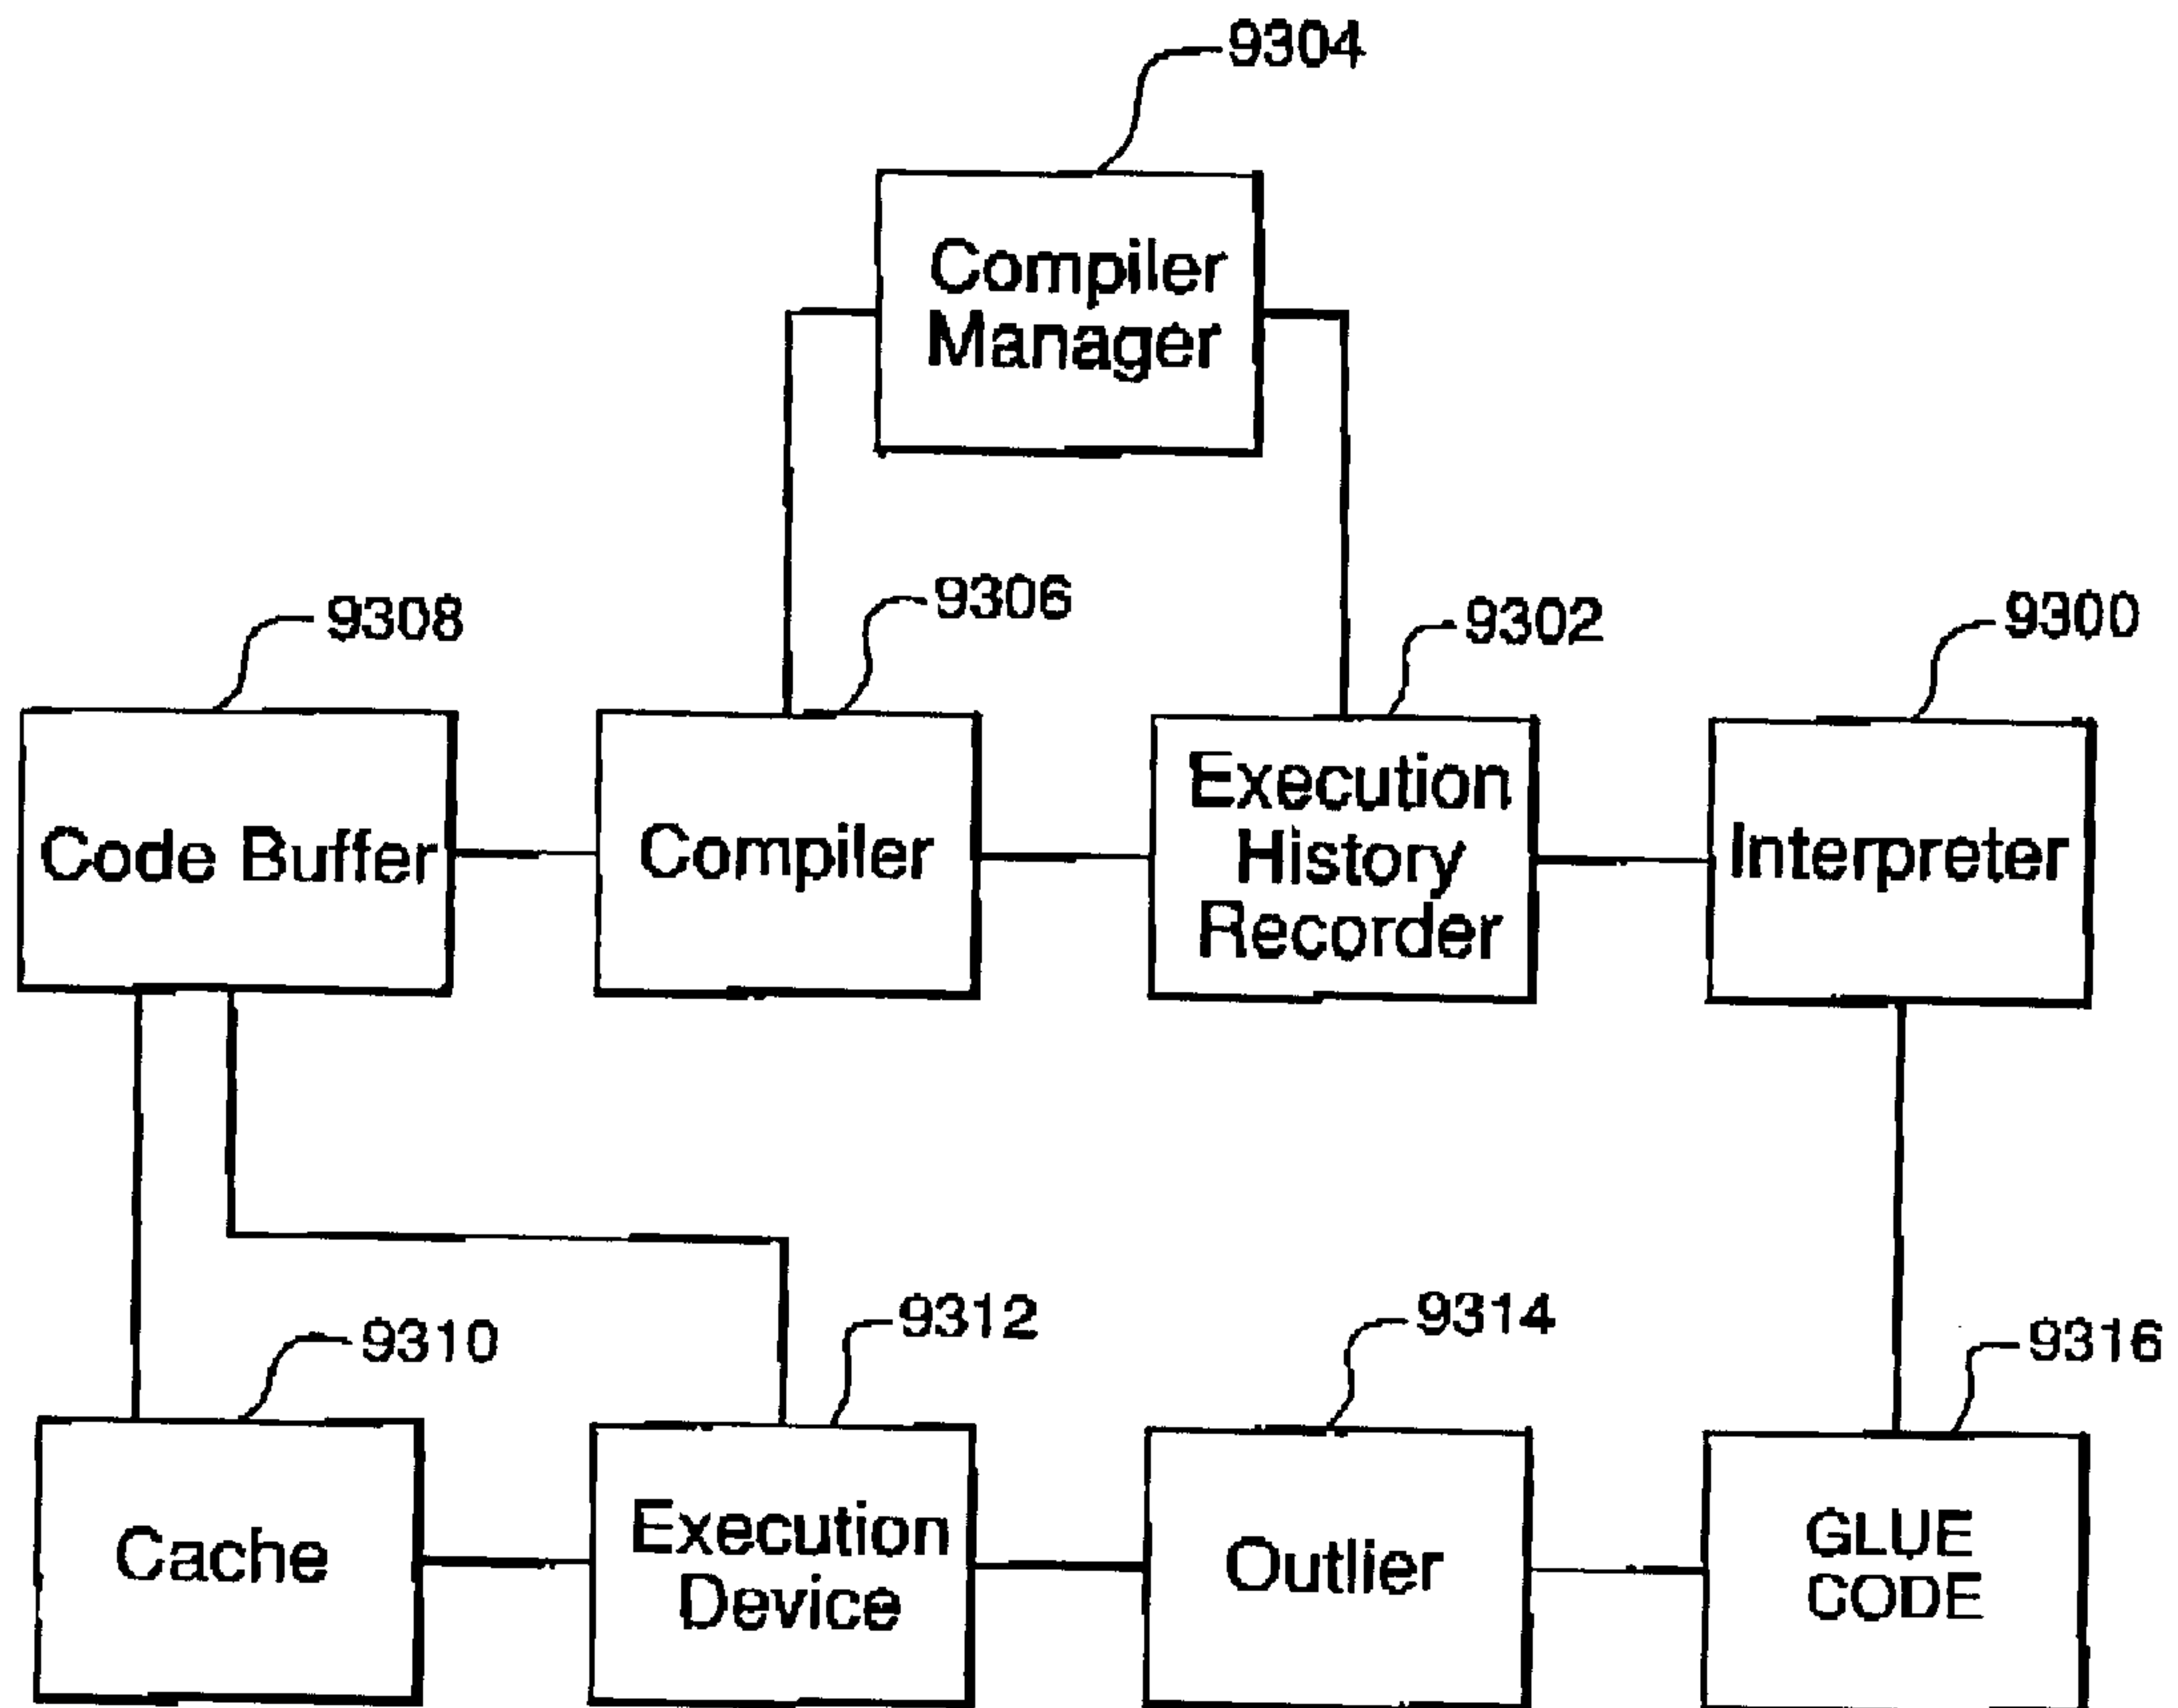 9304
Compiler
Manager
9308
9306
9302
9300
Code Buffer
Compiler
Execution
History
Recorder
Interpreter
9310
9312
9314
9316
Cache
Execution
Device
Outlier
GLUE
CODE